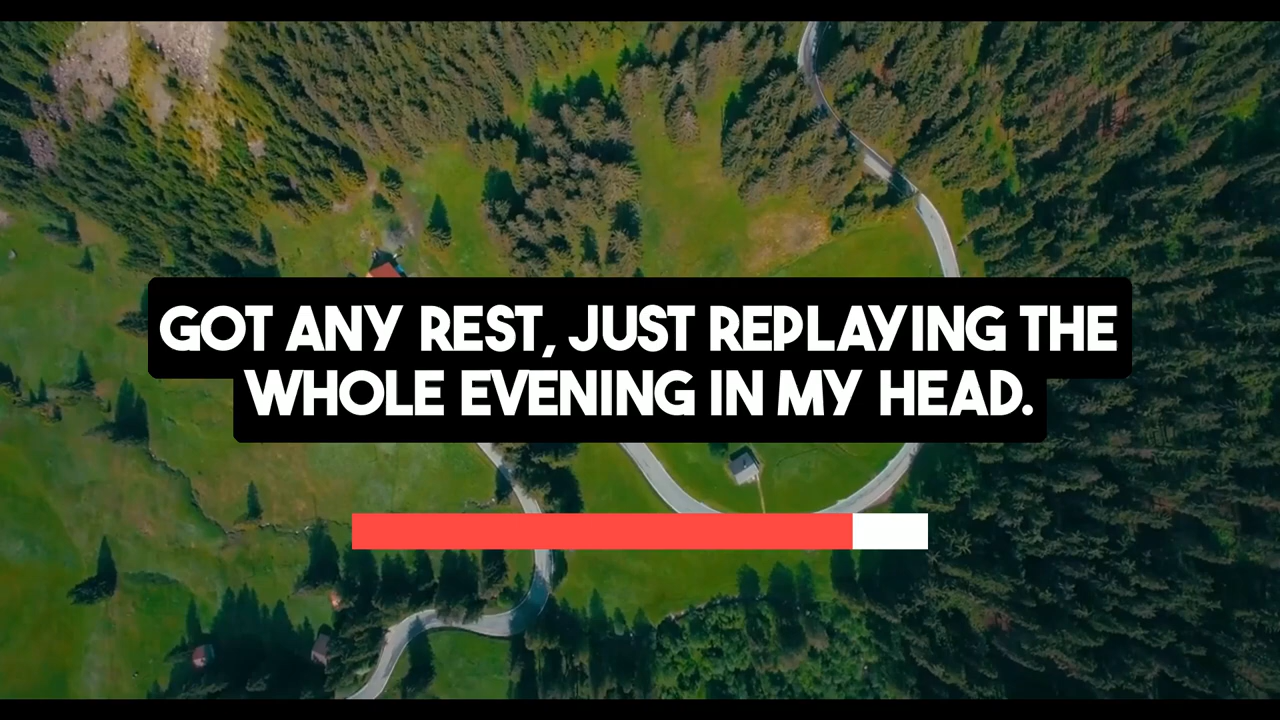 GOT ANY REST, JUST REPLAYING THE
WHOLE EVENING IN MY HEAD.